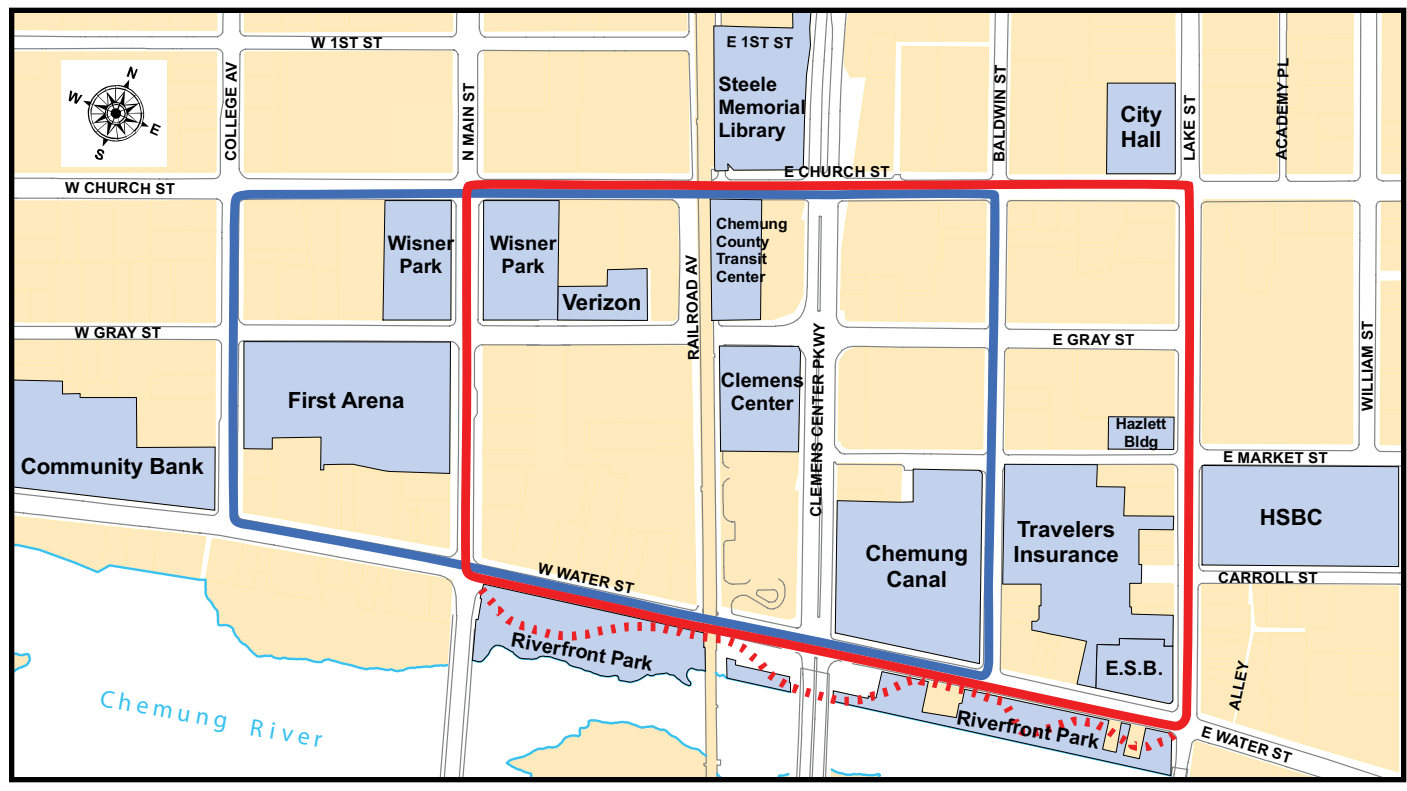 W 1ST ST
E 1ST ST
COLLEGE AV
N MAIN ST
BALDWIN ST
LAKE ST
ACADEMY PL
N
W
E
S
Steele
Memorial
Library
City
Hall
W CHURCH ST
E CHURCH ST
Wisner
Park
Wisner
Park
Verizon
Chemung
County
Transit
Center
RAILROAD AV
W GRAY ST
E GRAY ST
CLEMENS CENTER PKWY
WILLIAM ST
First Arena
Clemens
Center
Hazlett
Bldg
Community Bank
E MARKET ST
HSBC
Travelers
Insurance
Chemung
Canal
W WATER ST
CARROLL ST
Riverfront Park
E.S.B.
ALLEY
Chemung River
Riverfront Park
E WATER ST